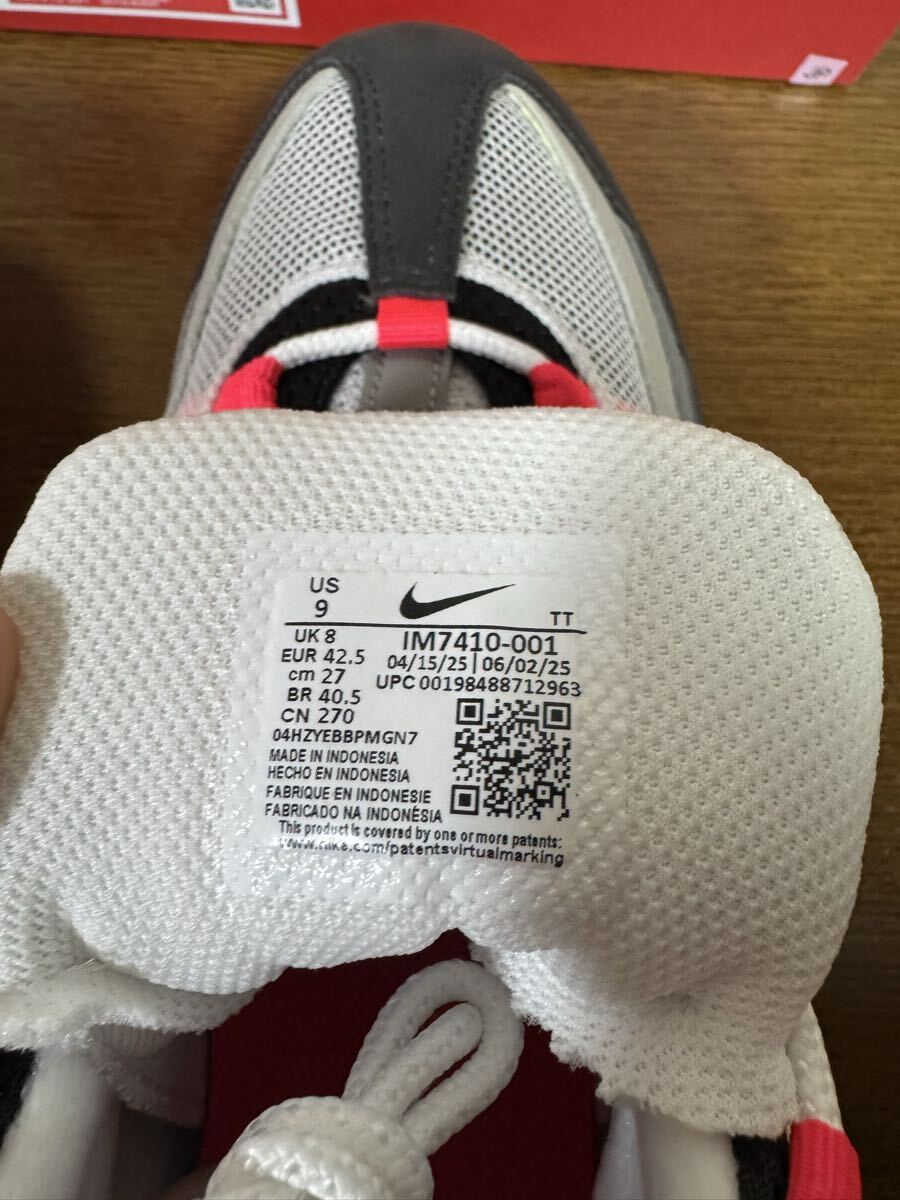 JP
US
9
TT
UK 8
IM7410-001
EUR 42.5
04/15/25 | 06/02/25
cm 27
UPC 00198488712963
BR 40.5
CN 270
04HZYEBBPMGN7
MADE IN INDONESIA
HECHO EN INDONESIA
FABRIQUE EN INDONESIE
FABRICADO NA INDONÉSIA
This product is covered by one or more patents:
www.nike.com/patentsvirtualmarking